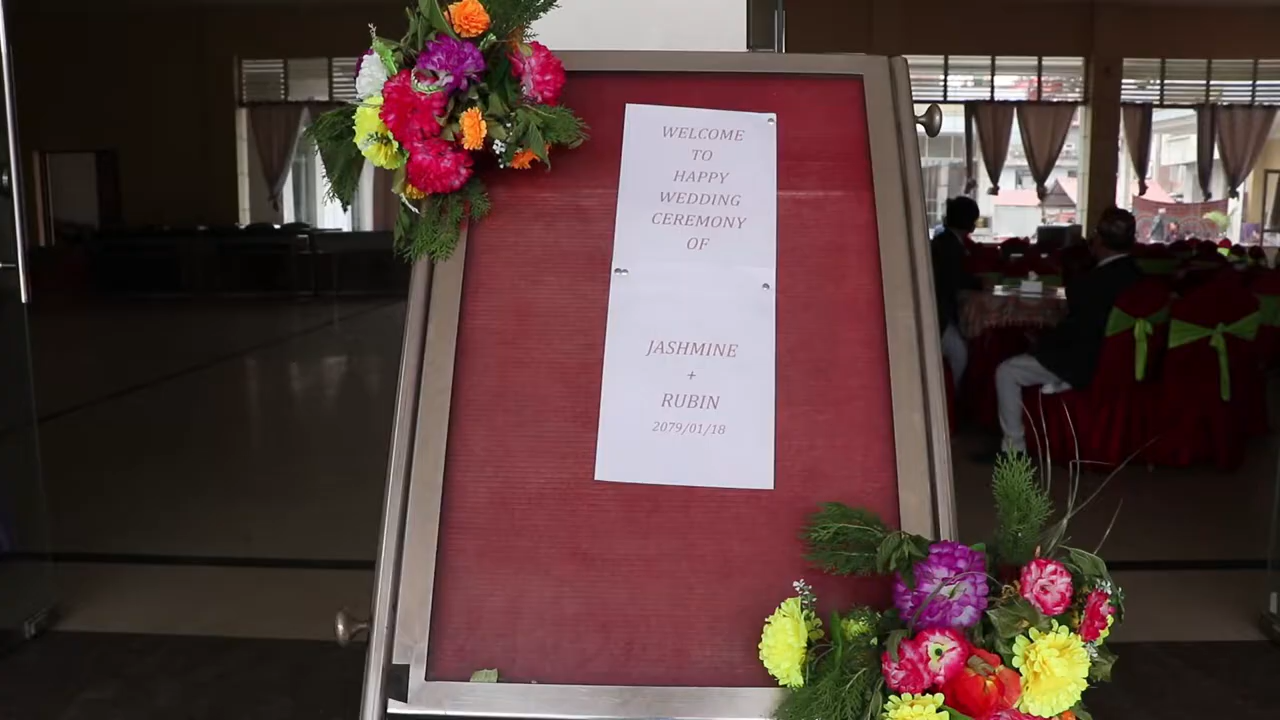 WELCOME
TO
HAPPY
WEDDING
CEREMONY
OF
JASHMINE
+
RUBIN
2079/01/18